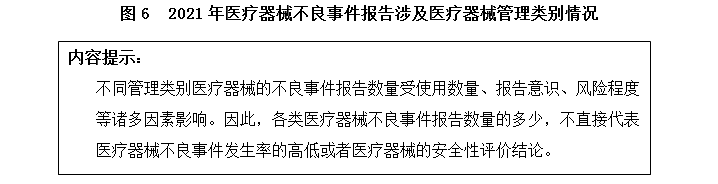 图 6 2021 年医疗器械不良事件报告涉及医疗器械管理类别情况
内容提示：
不同管理类别医疗器械的不良事件报告数量受使用数量、报告意识、风险程度
等诸多因素影响。因此，各类医疗器械不良事件报告数量的多少，不直接代表
医疗器械不良事件发生率的高低或者医疗器械的安全性评价结论。